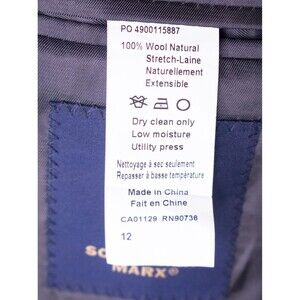 PO 4900115887
100% Wool Natural
Stretch-Laine
Naturellement
Extensible
Dry clean only
Low moisture
Utility press
Nettoyage à sec seulement
Repasser à basse température
Made in China
Fait en Chine
CA01129 RN90736
12
MARX®